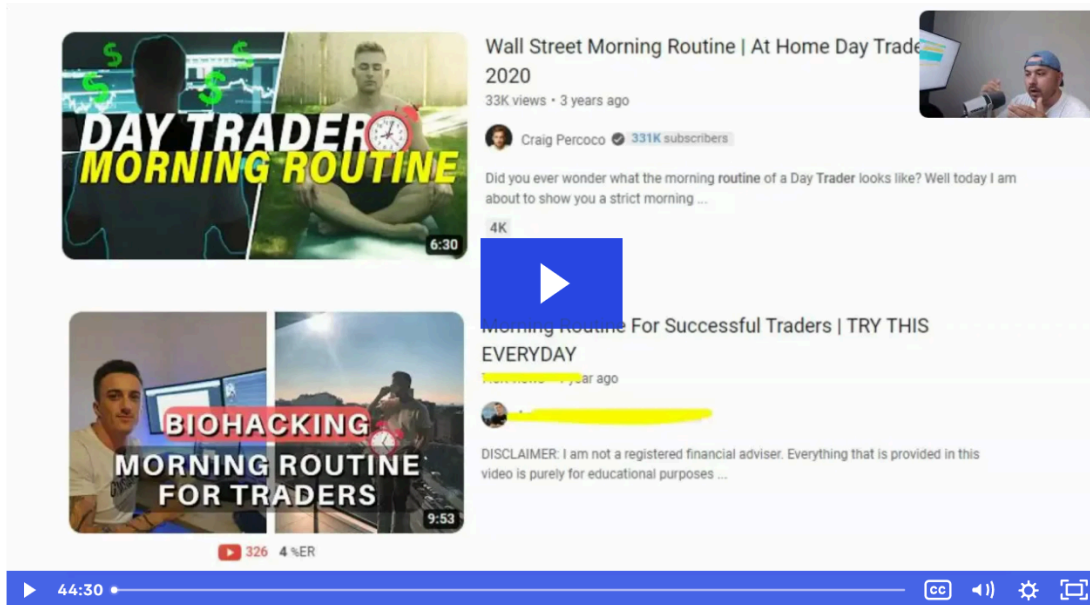 Wall Street Morning Routine | At Home Day Trade
2020
33K views • 3 years ago
Craig Percoco 331K subscribers
Did you ever wonder what the morning routine of a Day Trader looks like? Well today I am
about to show you a strict morning ...
4K
$ $
$ $
DAY TRADER
MORNING ROUTINE
6:30
Morning Routine For Successful Traders | TRY THIS
EVERYDAY
year ago
DISCLAIMER: I am not a registered financial adviser. Everything that is provided in this
video is purely for educational purposes ...
BIOHACKING
MORNING ROUTINE
FOR TRADERS
9:53
326 4 %ER
44:30
CC